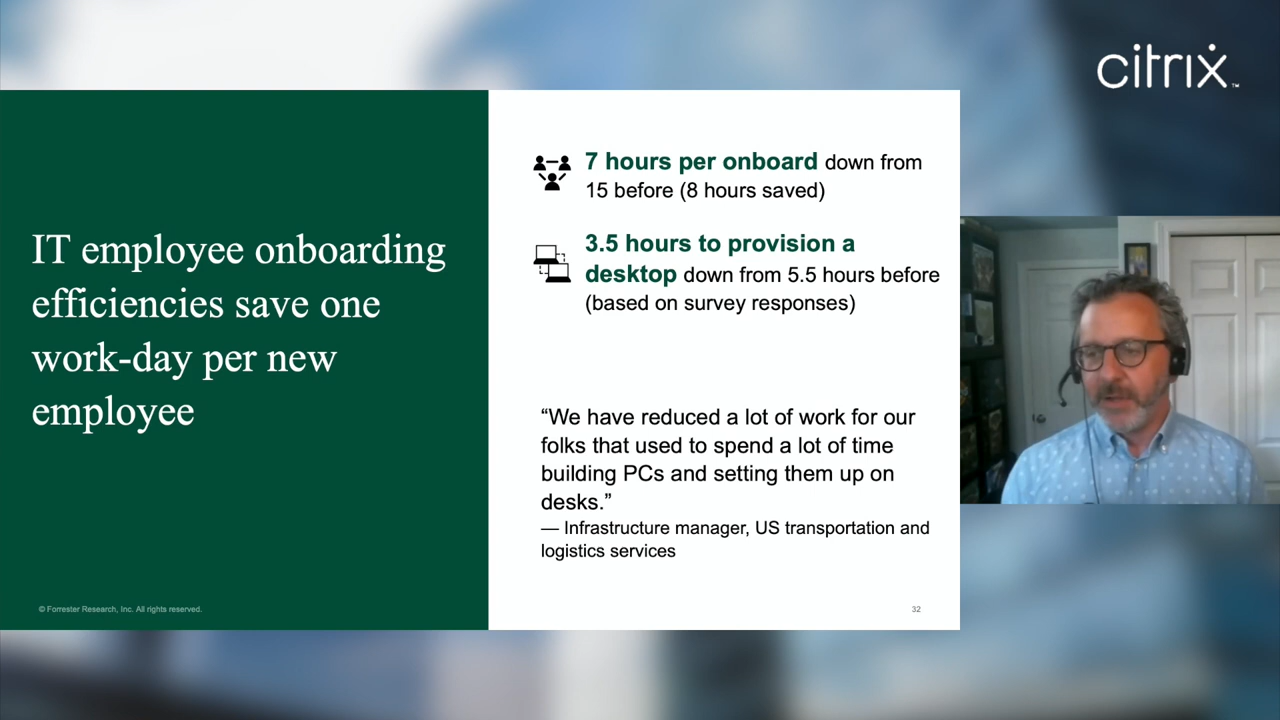 citrix™
IT employee onboarding
efficiencies save one
work-day per new
employee
7 hours per onboard down from
15 before (8 hours saved)
3.5 hours to provision a
desktop down from 5.5 hours before
(based on survey responses)
“We have reduced a lot of work for our
folks that used to spend a lot of time
building PCs and setting them up on
desks.”
— Infrastructure manager, US transportation and
logistics services
© Forrester Research, Inc. All rights reserved.
32